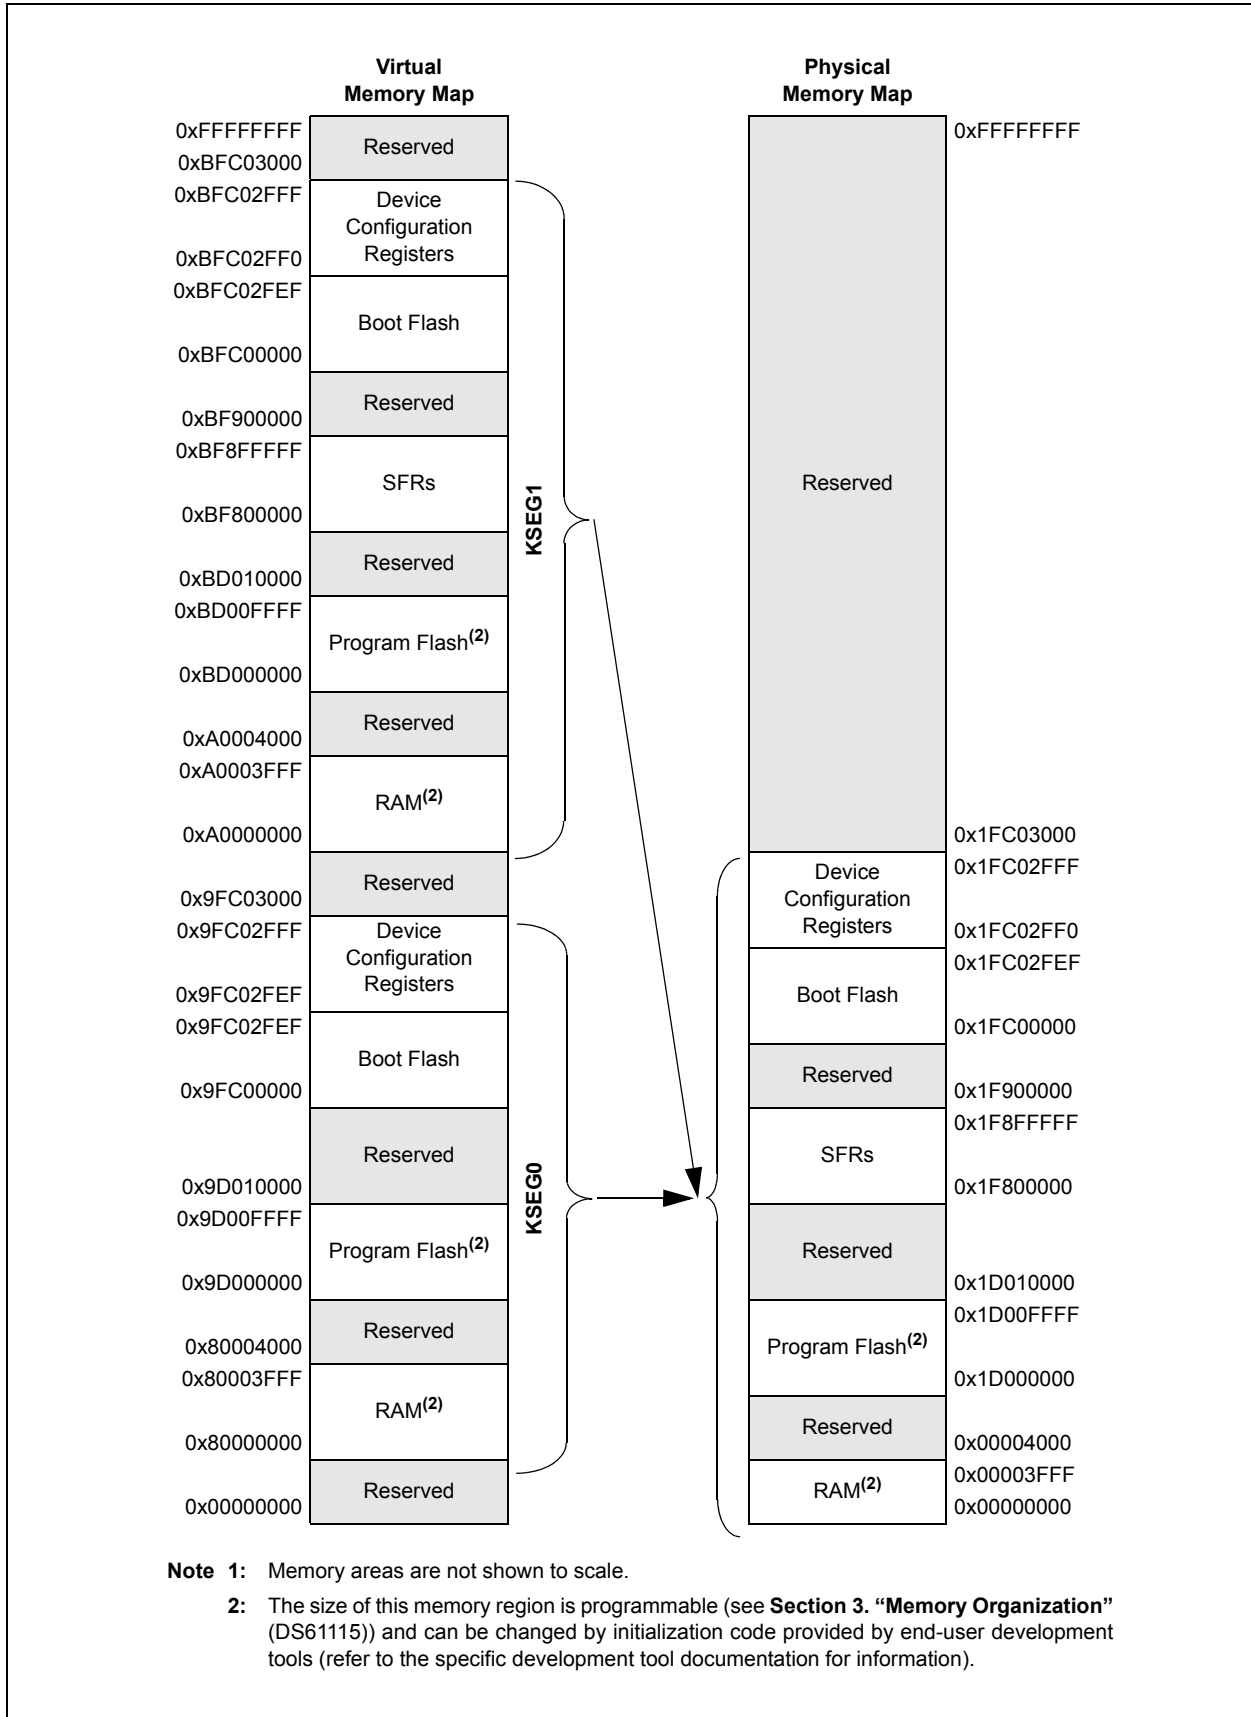 Virtual
Memory Map
Physical
Memory Map
0xFFFFFFFF
Reserved
0xBFC03000
0xBFC02FFF
Device
Configuration
Registers
0xBFC02FF0
0xBFC02FEF
Boot Flash
0xBFC00000
Reserved
0xBF900000
0xBF8FFFFF
SFRs
0xBF800000
Reserved
0xBD010000
0xBD00FFFF
Program Flash(2)
0xBD000000
Reserved
0xA0004000
0xA0003FFF
RAM(2)
0xA0000000
KSEG1
Reserved
0x9FC03000
0x9FC02FFF
Device
Configuration
Registers
0x9FC02FEF
0x9FC02FEF
Boot Flash
0x9FC00000
Reserved
0x9D010000
0x9D00FFFF
Program Flash(2)
0x9D000000
Reserved
0x80004000
0x80003FFF
RAM(2)
0x80000000
KSEG0
Reserved
0x00000000
0xFFFFFFFF
Reserved
0x1FC03000
0x1FC02FFF
Device
Configuration
Registers
0x1FC02FF0
0x1FC02FEF
Boot Flash
0x1FC00000
Reserved
0x1F900000
0x1F8FFFFF
SFRs
0x1F800000
Reserved
0x1D010000
0x1D00FFFF
Program Flash(2)
0x1D000000
Reserved
0x00004000
0x00003FFF
RAM(2)
0x00000000
Note 1: Memory areas are not shown to scale.
2: The size of this memory region is programmable (see Section 3. “Memory Organization”
(DS61115)) and can be changed by initialization code provided by end-user development
tools (refer to the specific development tool documentation for information).